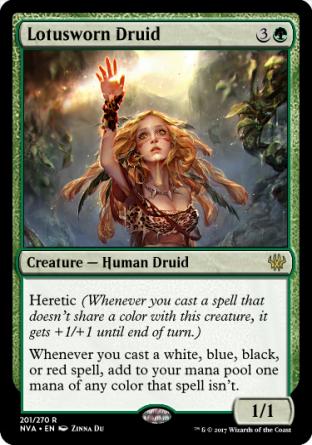 Lotusworn Druid 3
Creature — Human Druid
Heretic (Whenever you cast a spell that
doesn't share a color with this creature, it
gets +1/+1 until end of turn.)
Whenever you cast a white, blue, black,
or red spell, add to your mana pool one
mana of any color that spell isn't.
1/1
201/270 R
NVA • EN Zinna Du
™ & © 2017 Wizards of the Coast